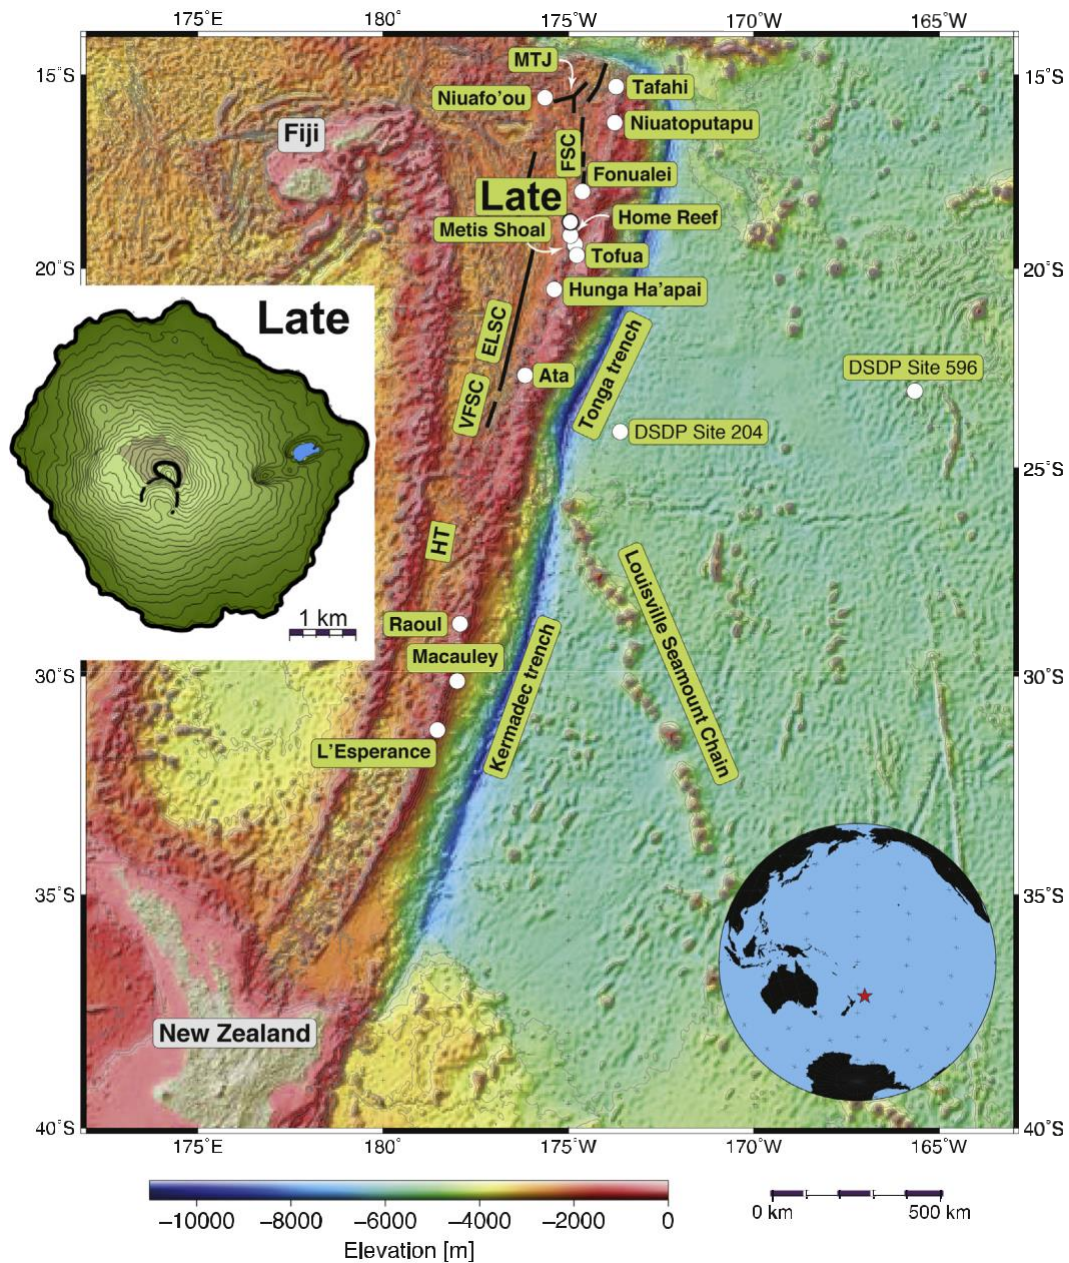 175˚E 180˚ 175˚W 170˚W 165˚W
15˚S
15˚S
MTJ
Niuafo'ou
Tafahi
Fiji
Niuatoputapu
FSC
Fonualei
Late
Home Reef
Metis Shoal
Tofua
20˚S
20˚S
Hunga Ha'apai
Late
ELSC
Tonga trench
DSDP Site 596
Ata
VFSC
DSDP Site 204
25˚S
25˚S
HT
Louisville Seamount Chain
1 km
Raoul
Kermadec trench
Macauley
30˚S
30˚S
L'Esperance
35˚S
35˚S
New Zealand
40˚S
40˚S
175˚E 180˚ 175˚W 170˚W 165˚W
–10000 –8000 –6000 –4000 –2000 0
Elevation [m]
0 km 500 km